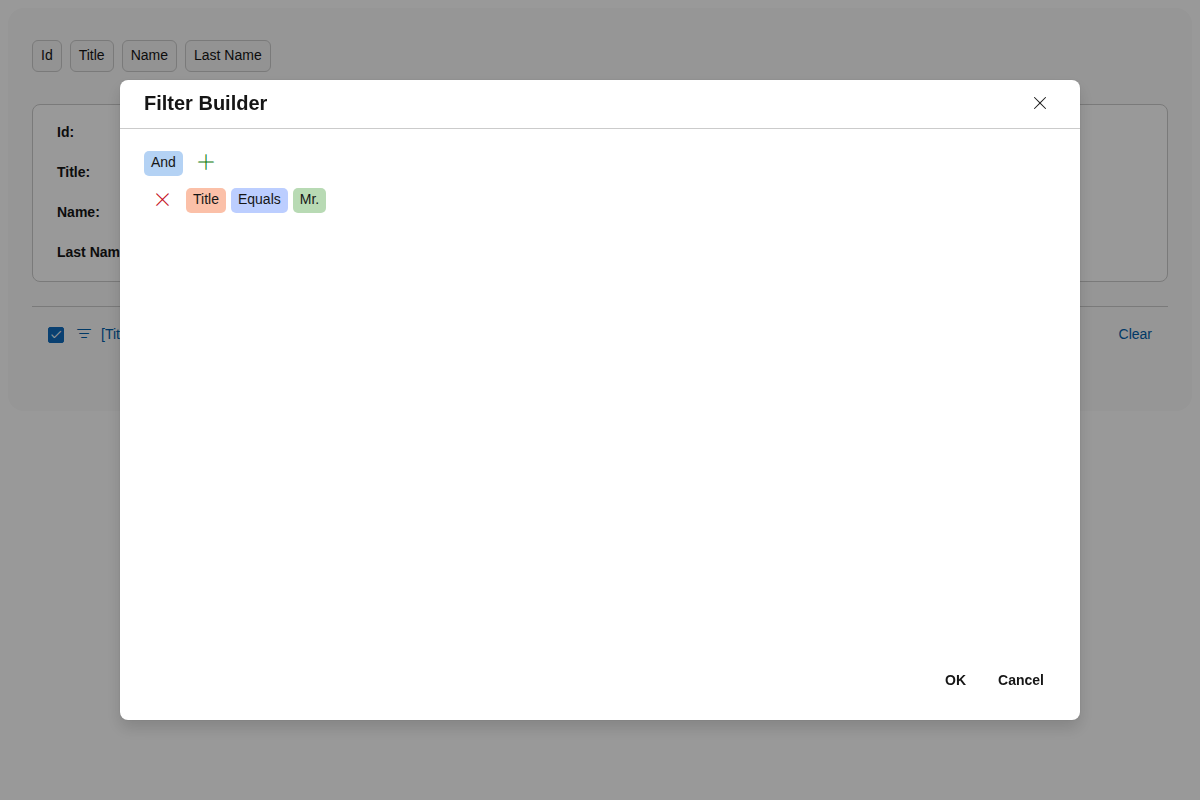 Id Title Name Last Name
Filter Builder
Id:
And
Title:
Title Equals Mr.
Name:
Last Nam
[Tit
Clear
OK Cancel